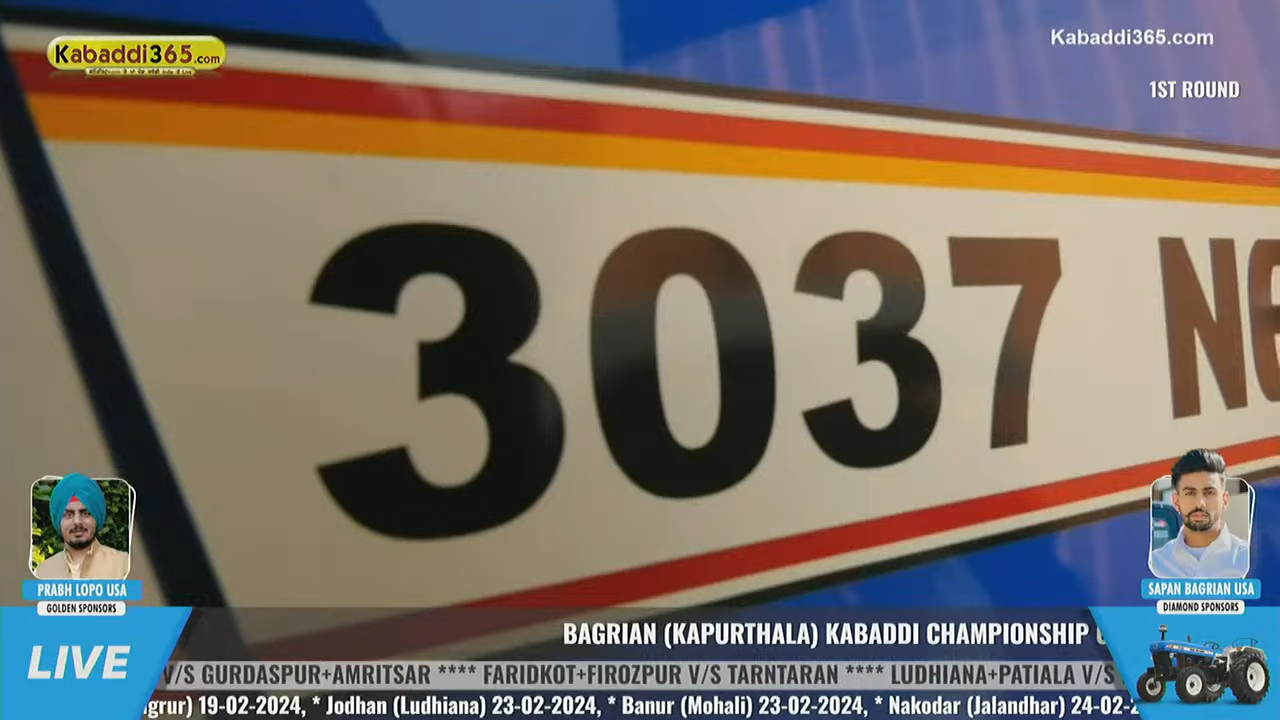 Kabaddi365.com
Kabaddi365.com
1ST ROUND
3037 Ne
PRABH LOPO USA
GOLDEN SPONSORS
SAPAN BAGRIAN USA
DIAMOND SPONSORS
LIVE
BAGRIAN (KAPURTHALA) KABADDI CHAMPIONSHIP
V/S GURDASPUR+AMRITSAR **** FARIDKOT+FIROZPUR V/S TARNTARAN **** LUDHIANA+PATIALA V/S
grur) 19-02-2024, * Jodhan (Ludhiana) 23-02-2024, * Banur (Mohali) 23-02-2024, * Nakodar (Jalandhar) 24-02-2